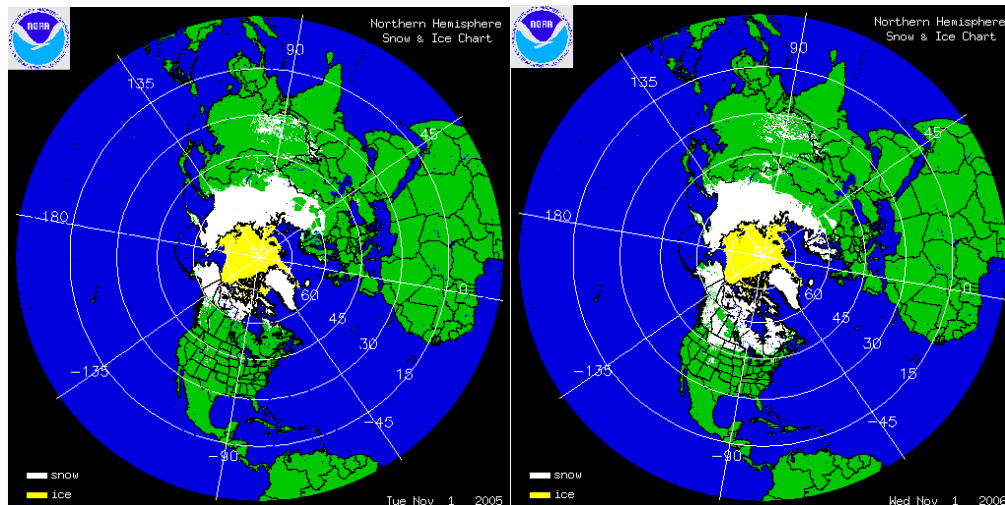 NOAA
Northern Hemisphere
Snow & Ice Chart
90
135
45
180
0
60
45
30
15
-135
-45
-90
snow
ice
Tue Nov 1 2005
NOAA
Northern Hemisphere
Snow & Ice Chart
90
135
45
180
0
60
45
30
15
-135
-45
-90
snow
ice
Wed Nov 1 2006